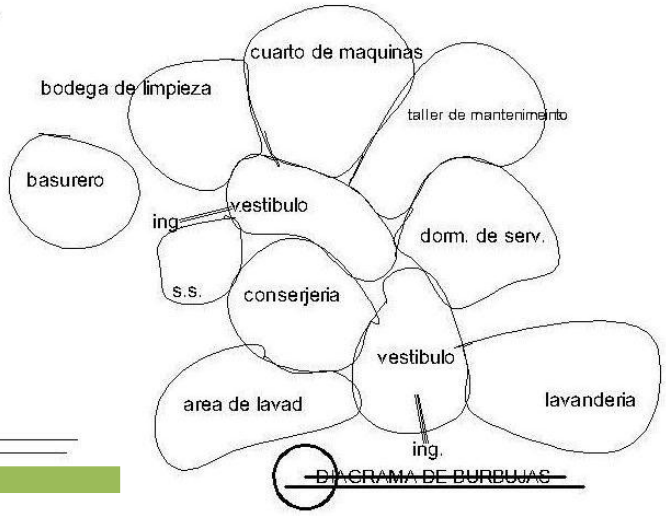 cuarto de maquinas
bodega de limpieza
taller de mantenimeinto
basurero
vestibulo
ing
dorm. de serv.
s.s.
conserjeria
vestibulo
area de lavad
lavanderia
ing.
DIAGRAMA DE BURBUJAS